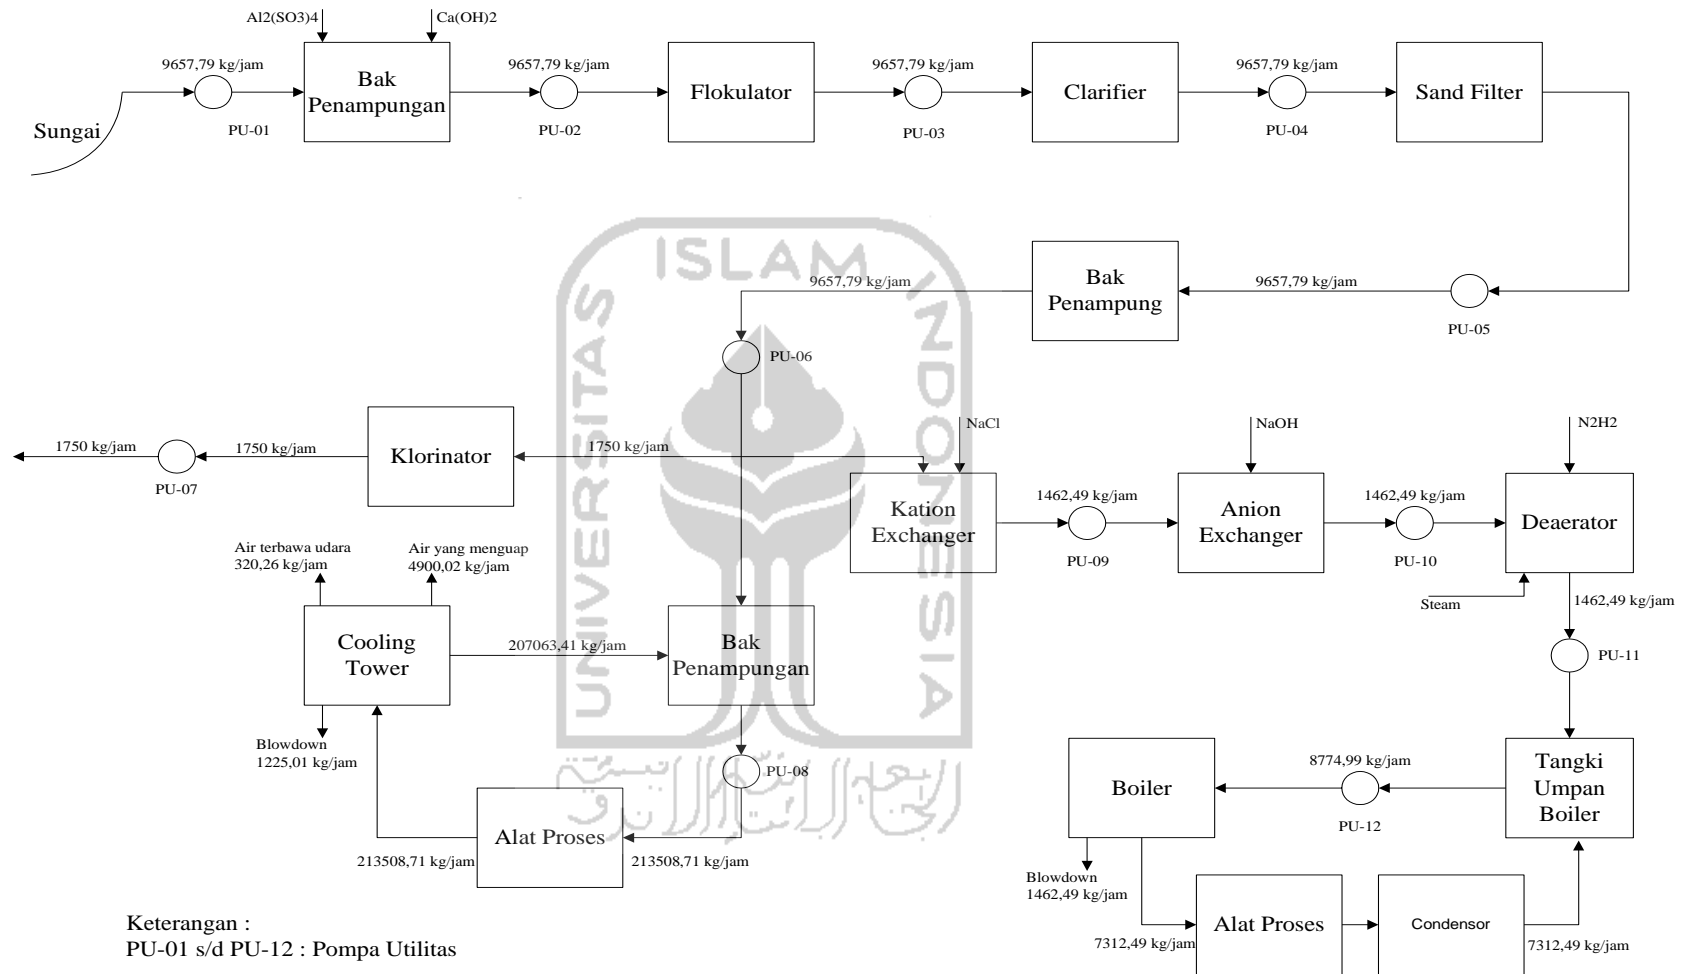 Al2(SO3)4
Ca(OH)2
9657,79 kg/jam
9657,79 kg/jam
9657,79 kg/jam
9657,79 kg/jam
Bak
Penampungan
Flokulator
Clarifier
Sand Filter
Sungai
PU-01
PU-02
PU-03
PU-04
ISLAM
UNIVERSITAS
INDONESIA
9657,79 kg/jam
Bak
Penampung
9657,79 kg/jam
PU-05
PU-06
1750 kg/jam
1750 kg/jam
Klorinator
1750 kg/jam
PU-07
NaCl
NaOH
N2H2
Kation
Exchanger
1462,49 kg/jam
PU-09
Anion
Exchanger
1462,49 kg/jam
PU-10
Deaerator
Steam
1462,49 kg/jam
PU-11
Air terbawa udara
320,26 kg/jam
Air yang menguap
4900,02 kg/jam
Cooling
Tower
207063,41 kg/jam
Bak
Penampungan
Blowdown
1225,01 kg/jam
PU-08
Alat Proses
213508,71 kg/jam
213508,71 kg/jam
Boiler
8774,99 kg/jam
PU-12
Tangki
Umpan
Boiler
Blowdown
1462,49 kg/jam
7312,49 kg/jam
Alat Proses
Condensor
7312,49 kg/jam
Keterangan :
PU-01 s/d PU-12 : Pompa Utilitas